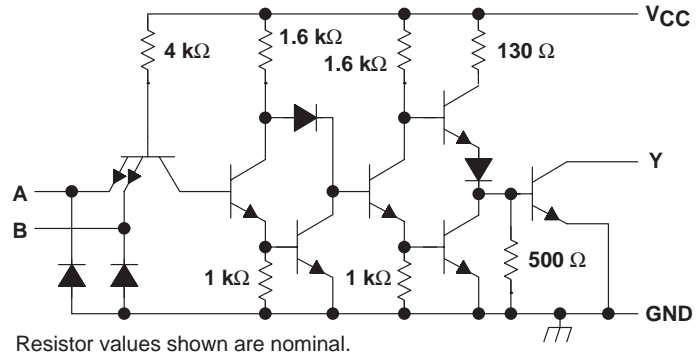 VCC
4 kΩ
1.6 kΩ
1.6 kΩ
130 Ω
A
B
Y
1 kΩ
1 kΩ
500 Ω
GND
Resistor values shown are nominal.